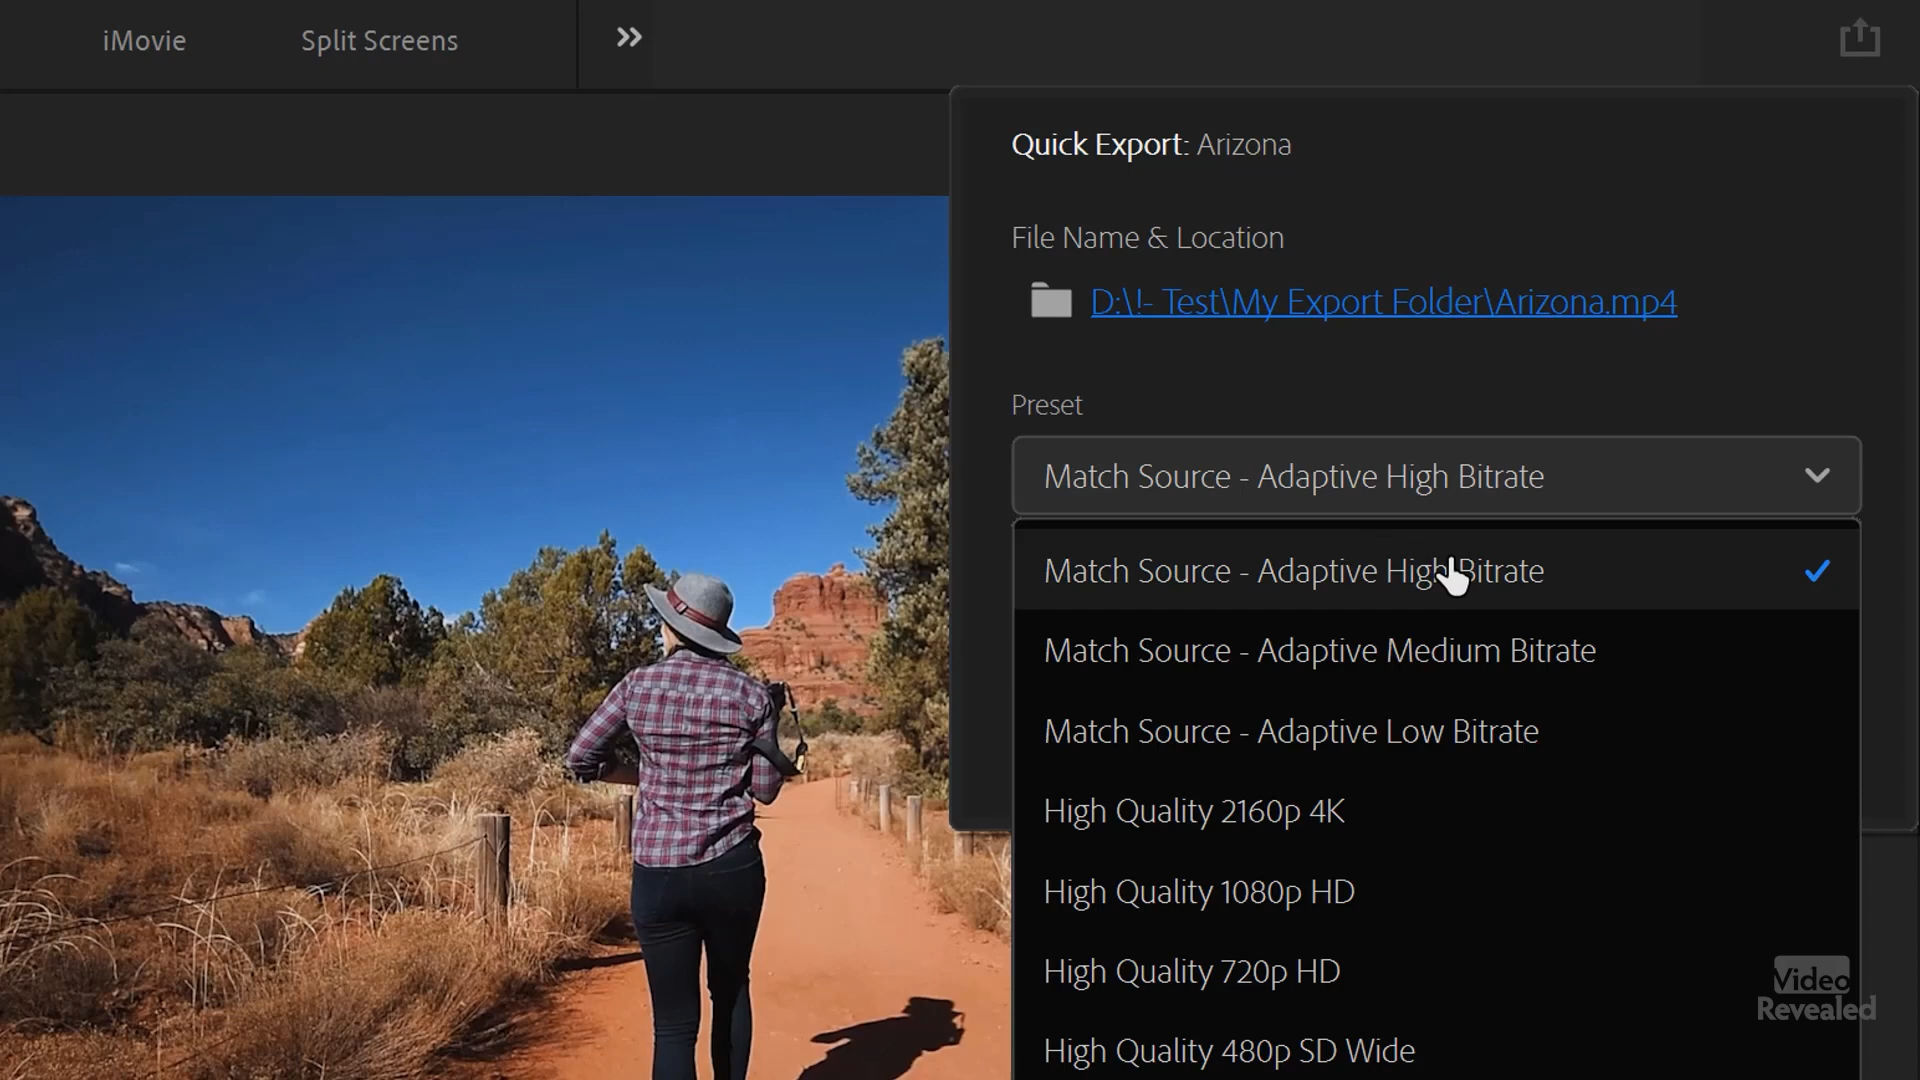 iMovie
Split Screens
Quick Export: Arizona
File Name & Location
D:\!- Test\My Export Folder\Arizona.mp4
Preset
Match Source - Adaptive High Bitrate
Match Source - Adaptive High Bitrate
Match Source - Adaptive Medium Bitrate
Match Source - Adaptive Low Bitrate
High Quality 2160p 4K
High Quality 1080p HD
High Quality 720p HD
High Quality 480p SD Wide
Video
Revealed